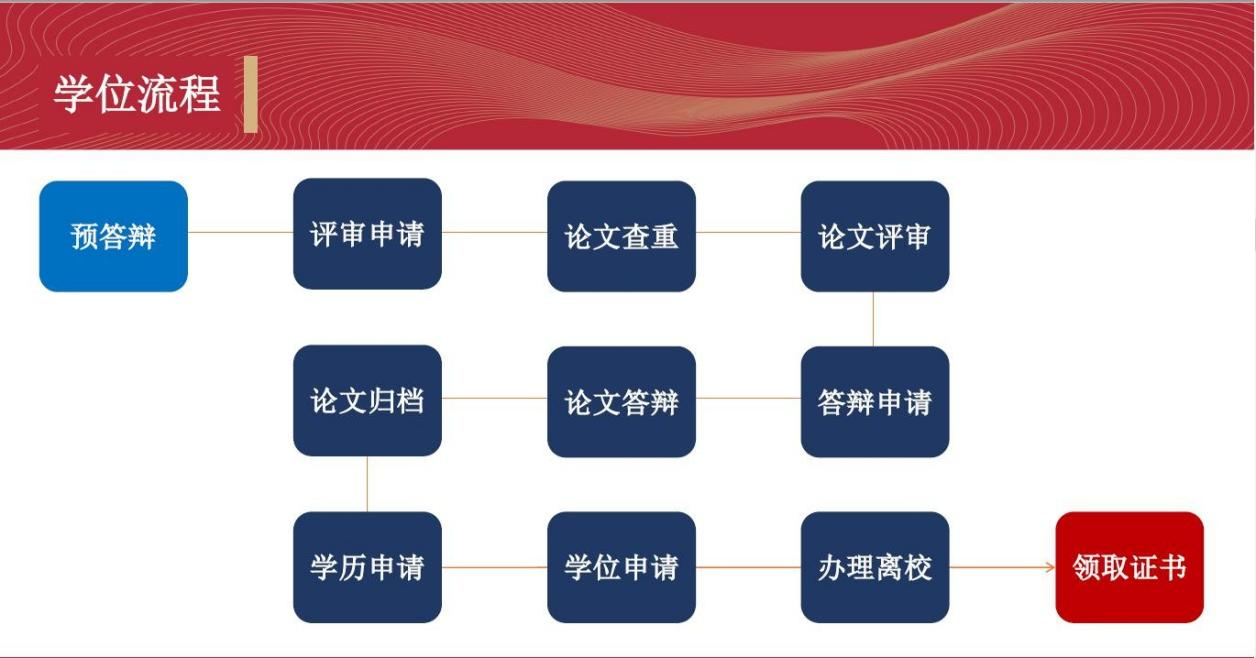 学位流程
预答辩
评审申请
论文查重
论文评审
答辩申请
论文答辩
论文归档
学历申请
学位申请
办理离校
领取证书